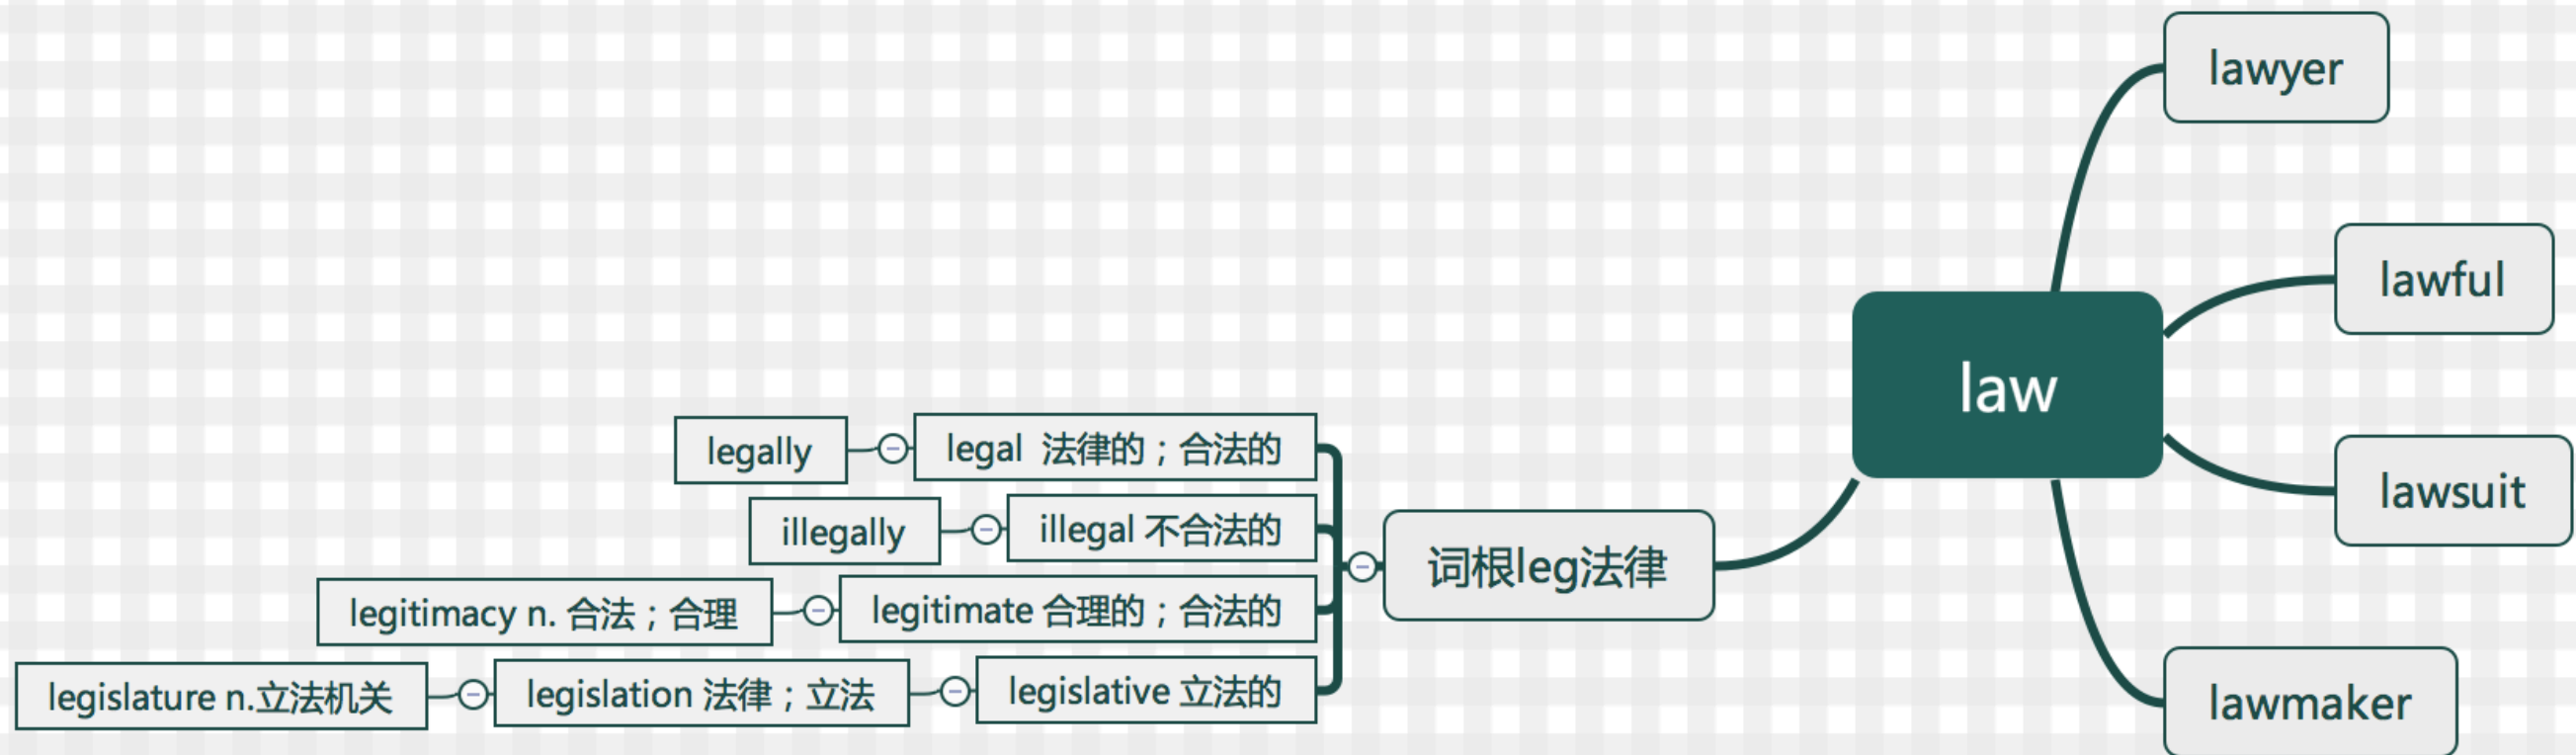 lawyer
lawful
law
lawsuit
lawmaker
词根leg法律
legal 法律的；合法的
legally
illegal 不合法的
illegally
legitimate 合理的；合法的
legitimacy n. 合法；合理
legislative 立法的
legislation 法律；立法
legislature n.立法机关